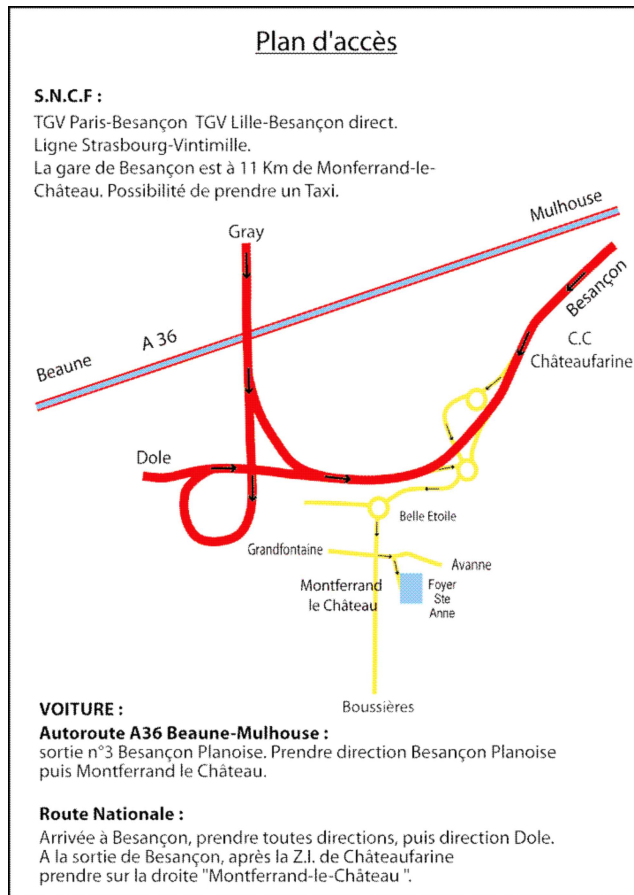 Plan d'accès
S.N.C.F :
TGV Paris-Besançon  TGV Lille-Besançon direct.
Ligne Strasbourg-Vintimille.
La gare de Besançon est à 11 Km de Monferrand-le-
Château. Possibilité de prendre un Taxi.
Mulhouse
Gray
Besançon
A 36
C.C
Châteaufarine
Beaune
Dole
Belle Etoile
Grandfontaine
Avanne
Montferrand
le Château
Foyer
Ste
Anne
Boussières
VOITURE :
Autoroute A36 Beaune-Mulhouse :
sortie n°3 Besançon Planoise. Prendre direction Besançon Planoise
puis Montferrand le Château.
Route Nationale :
Arrivée à Besançon, prendre toutes directions, puis direction Dole.
A la sortie de Besançon, après la Z.I. de Châteaufarine
prendre sur la droite "Montferrand-le-Château ".